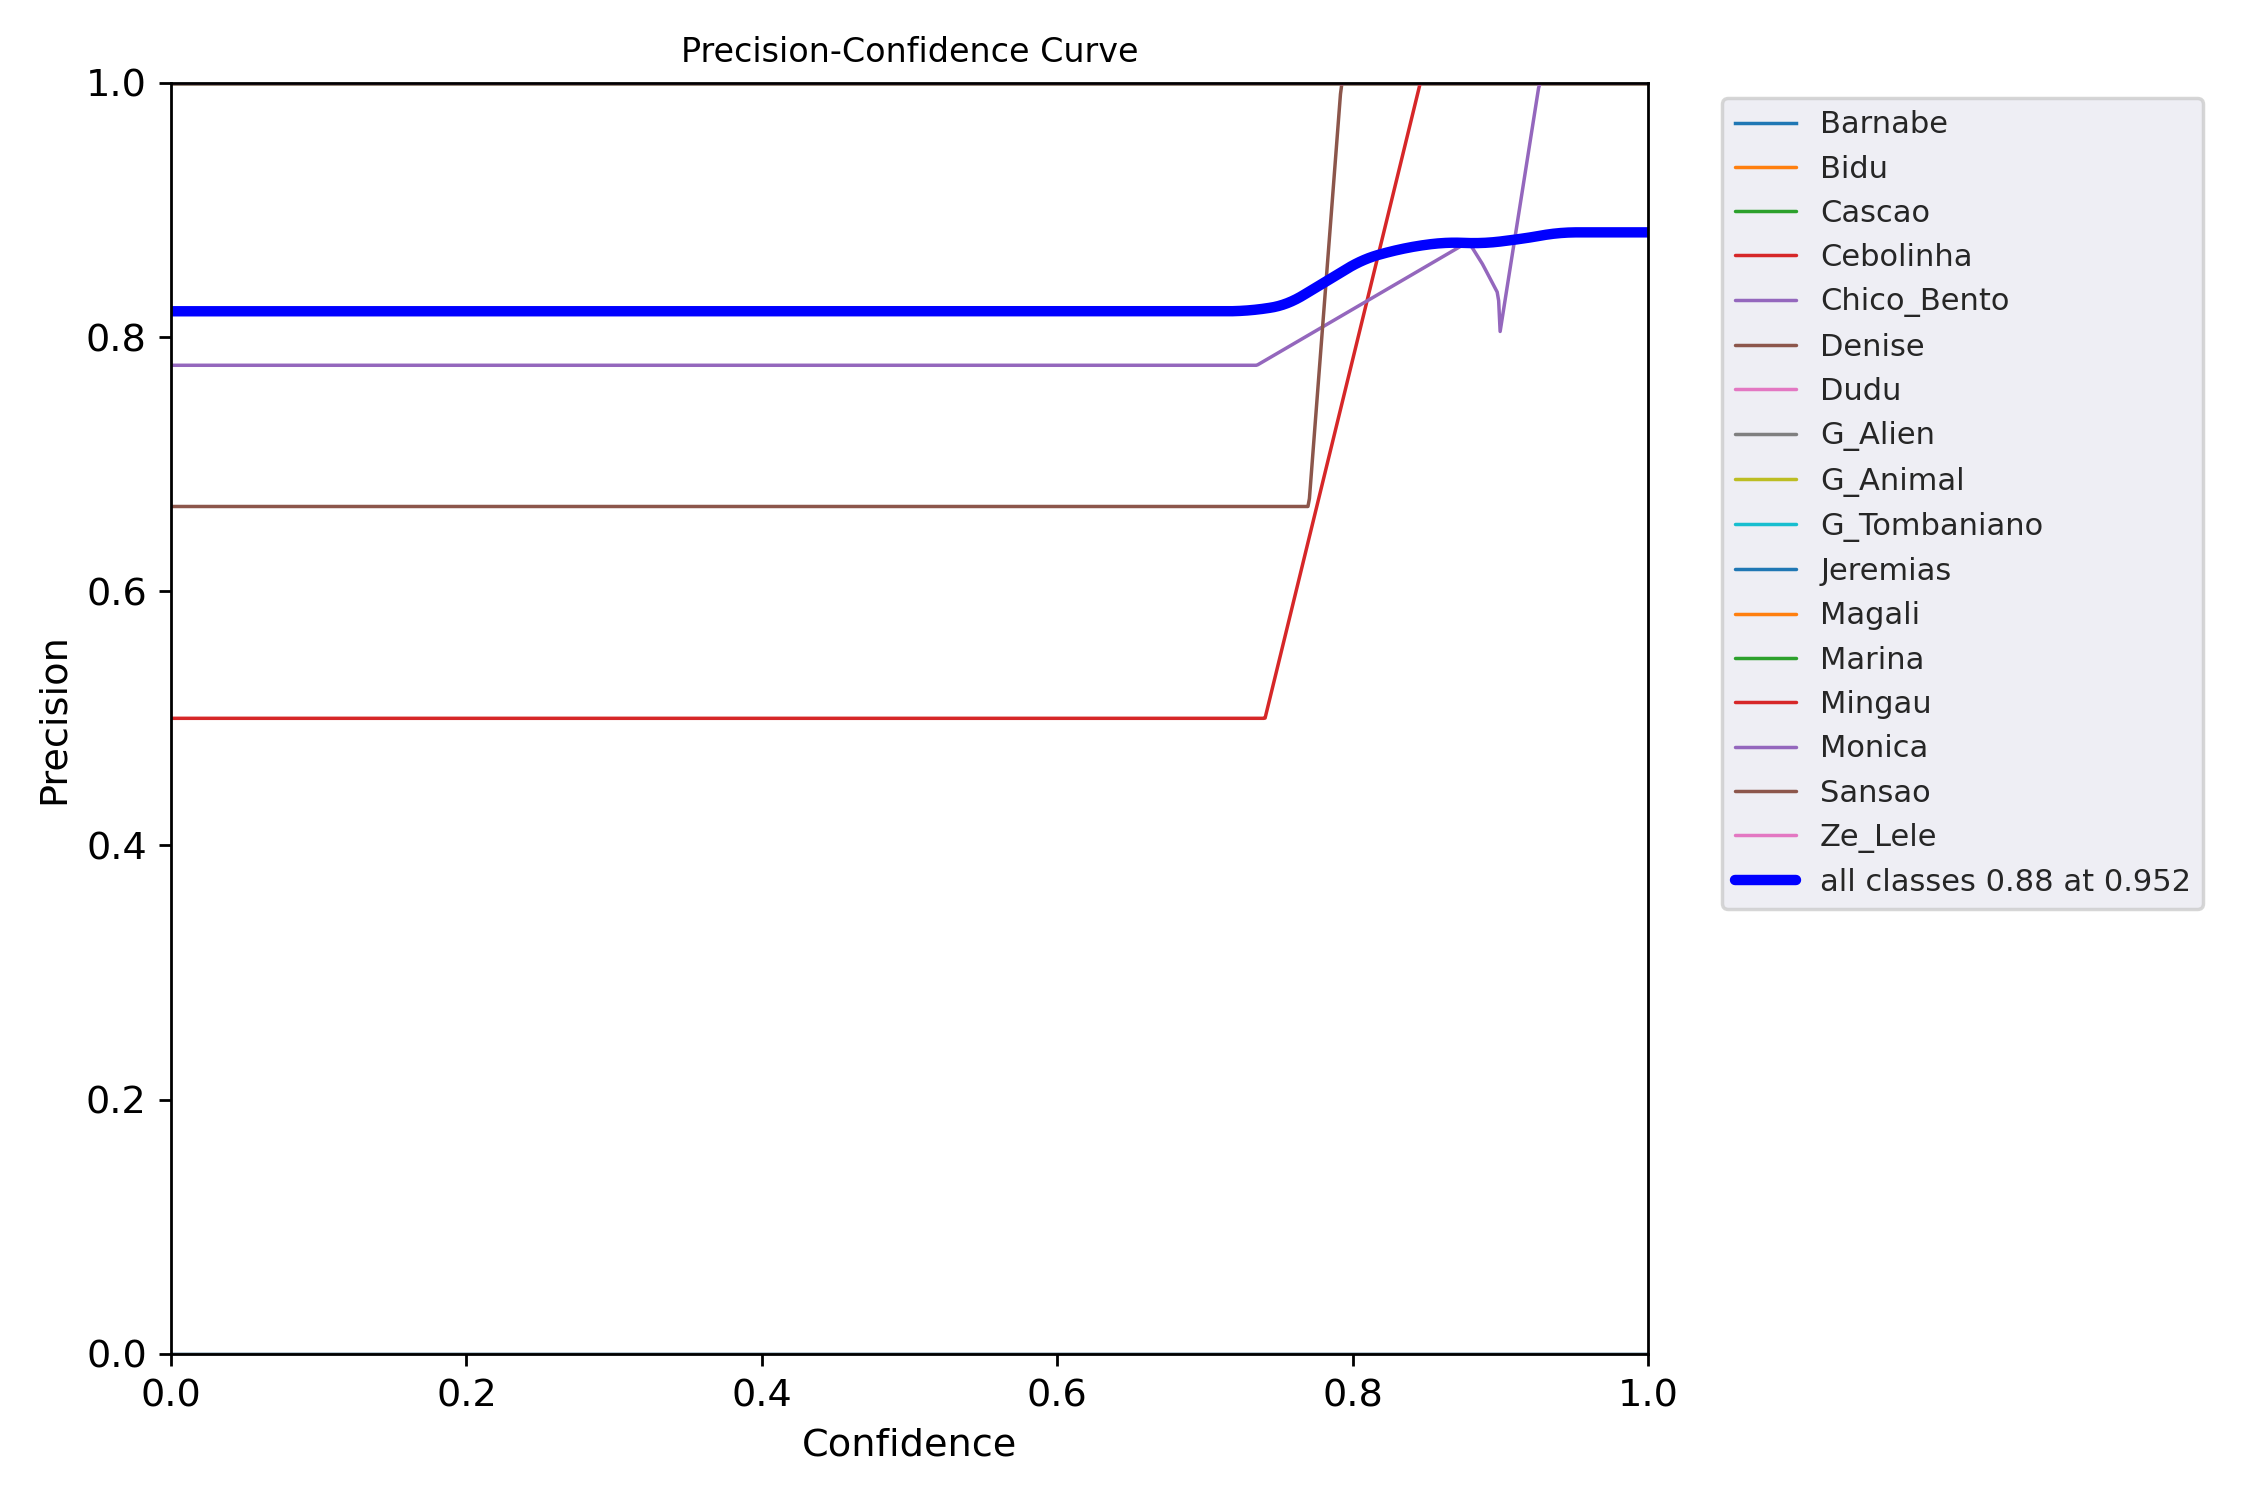 Precision-Confidence Curve
1.0
0.8
0.6
0.4
0.2
0.0
Precision
0.0 0.2 0.4 0.6 0.8 1.0
Confidence
Barnabe
Bidu
Cascao
Cebolinha
Chico_Bento
Denise
Dudu
G_Alien
G_Animal
G_Tombaniano
Jeremias
Magali
Marina
Mingau
Monica
Sansao
Ze_Lele
all classes 0.88 at 0.952